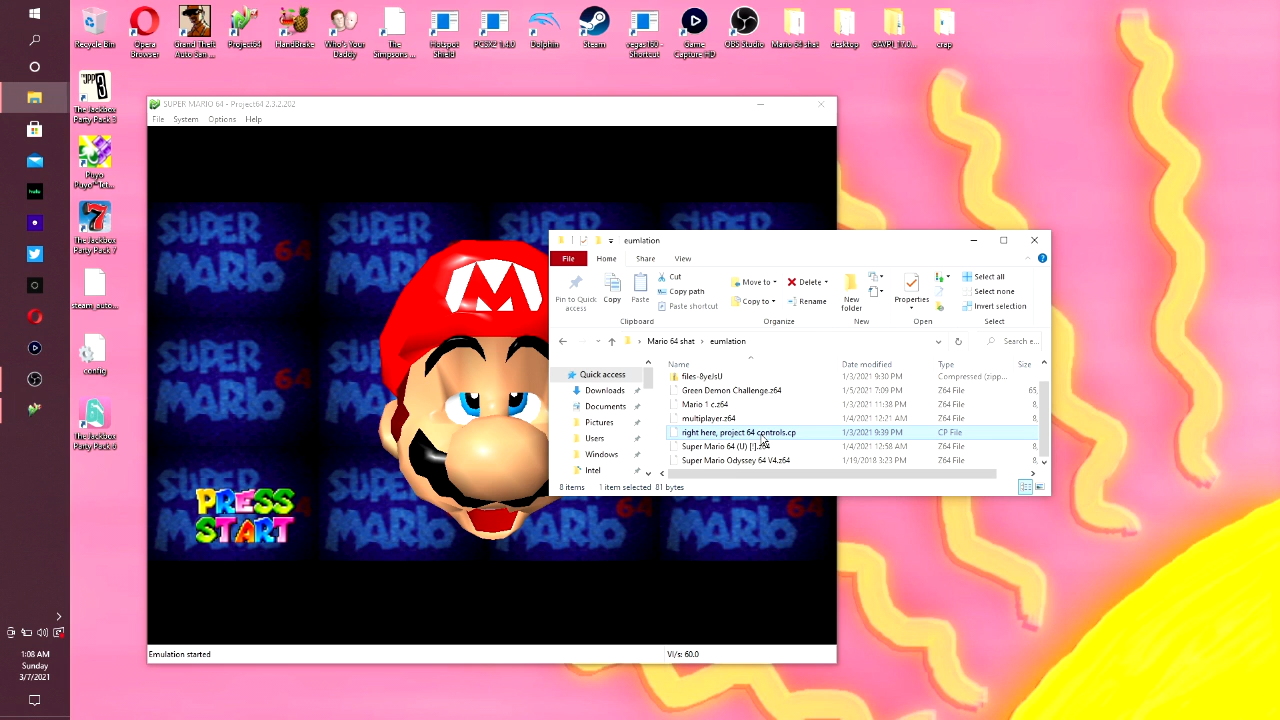 Recycle Bin
Opera Browser
Grand Theft Auto San ...
Project64
HandBrake
Who's Your Daddy
The Simpsons ...
Hotspot Shield
PCSX2 1.4.0
Dolphin
Steam
vegas160 - Shortcut
Game Capture HD
OBS Studio
Mario 64 shat
desktop
crap
The Jackbox Party Pack 3
Puyo Puyo™Tet...
The Jackbox Party Pack 7
steam_auto...
config
The Jackbox Party Pack 6
hulu
SUPER MARIO 64 - Project64 2.3.2.202
File System Options Help
SUPER MARIO 64
PRESS START
Emulation started
VI/s: 60.0
eumlation
File Home Share View
Pin to Quick access
Copy
Paste
Cut
Copy path
Paste shortcut
Clipboard
Move to
Copy to
Delete
Rename
Organize
New folder
New
Properties
Open
Select all
Select none
Invert selection
Select
Mario 64 shat > eumlation
Search e...
Quick access
Downloads
Documents
Pictures
Users
Windows
Intel
Name Date modified Type Size
files-8yeJsU 1/3/2021 9:30 PM Compressed (zipp...
Green Demon Challenge.z64 1/5/2021 7:09 PM Z64 File 65,
Mario 1 c.z64 1/3/2021 11:38 PM Z64 File 8,
multiplayer.z64 1/4/2021 12:21 AM Z64 File 8,
right here, project 64 controls.cp 1/3/2021 9:39 PM CP File
Super Mario 64 (U) [!].z64 1/4/2021 12:58 AM Z64 File 8,
Super Mario Odyssey 64 V4.z64 1/19/2018 3:23 PM Z64 File 8,
8 items 1 item selected 81 bytes
1:08 AM
Sunday
3/7/2021